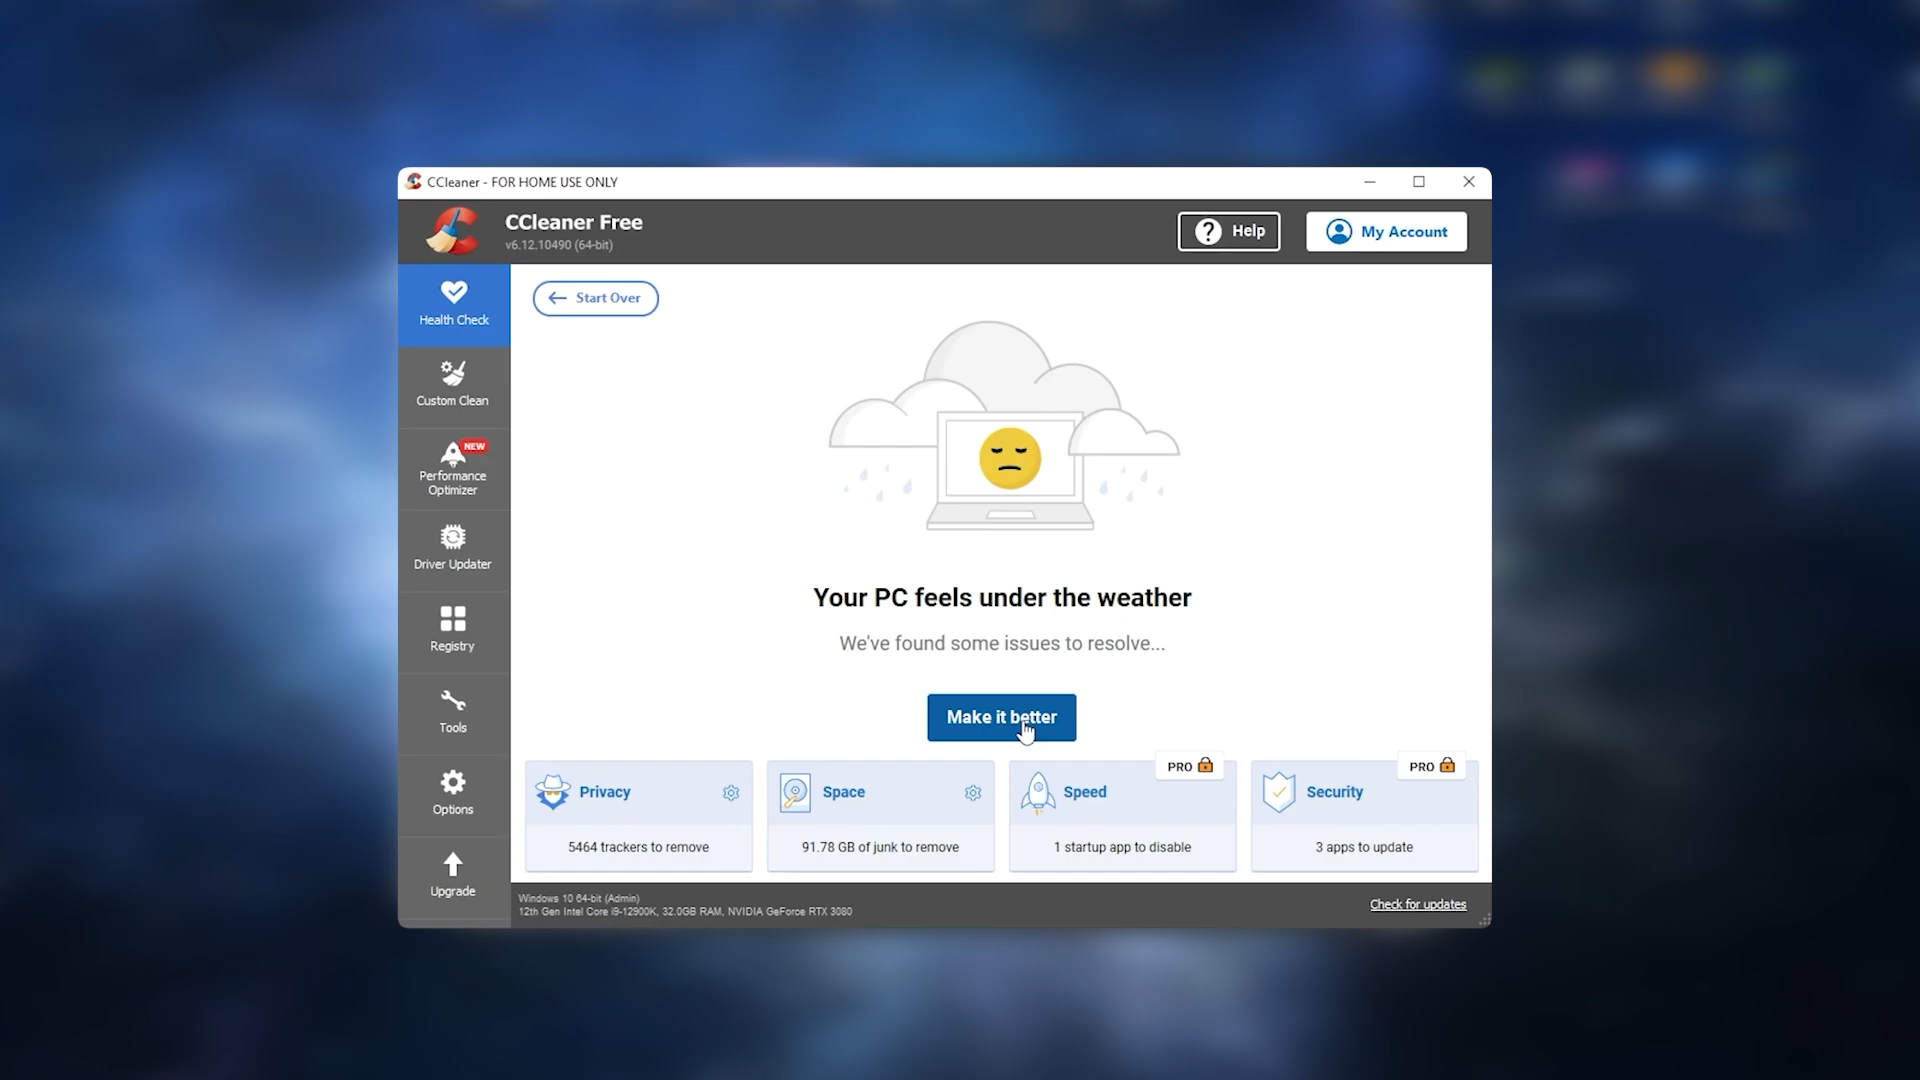 CCleaner - FOR HOME USE ONLY
CCleaner Free
v6.12.10490 (64-bit)
Help
My Account
Health Check
Custom Clean
NEW
Performance
Optimizer
Driver Updater
Registry
Tools
Options
Upgrade
Start Over
Your PC feels under the weather
We've found some issues to resolve...
Make it better
Privacy
5464 trackers to remove
Space
91.78 GB of junk to remove
PRO
Speed
1 startup app to disable
PRO
Security
3 apps to update
Windows 10 64-bit (Admin)
12th Gen Intel Core i9-12900K, 32.0GB RAM, NVIDIA GeForce RTX 3080
Check for updates